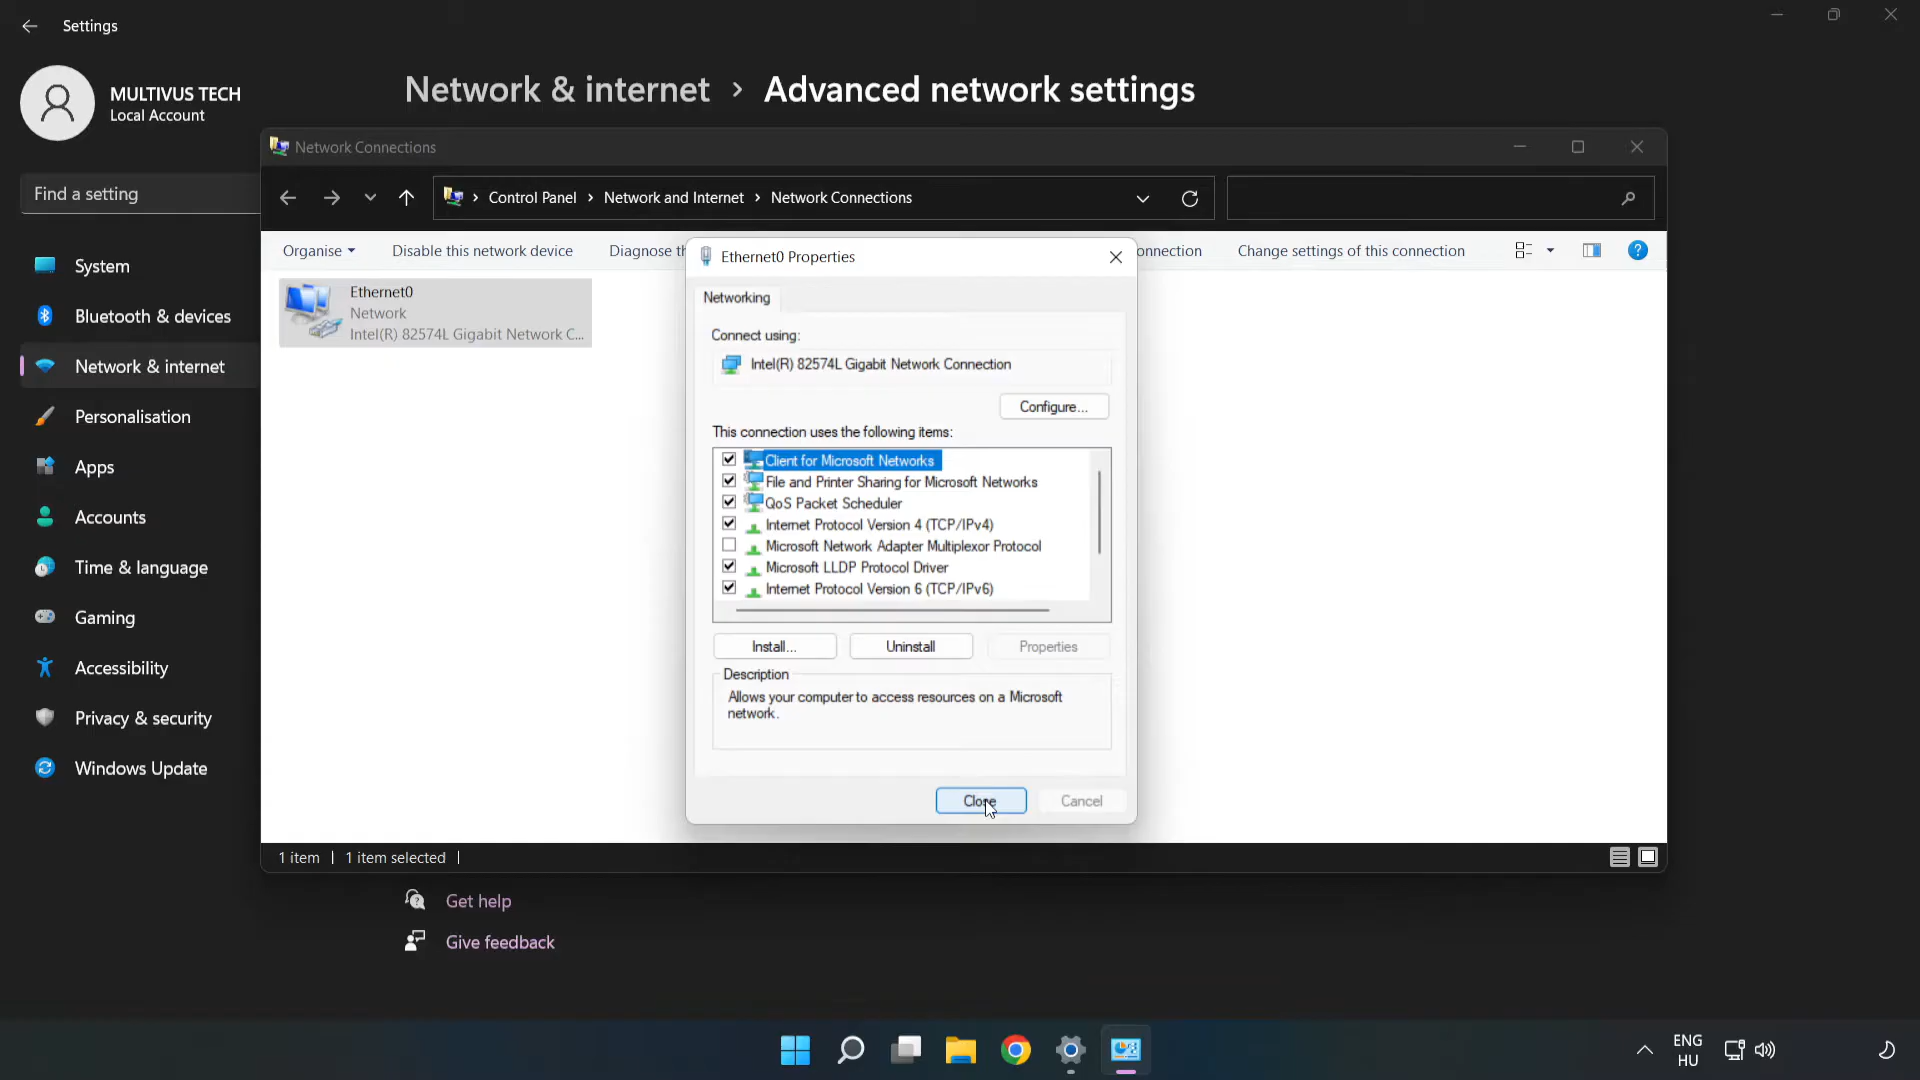 Settings
MULTIVUS TECH
Local Account
Find a setting
System
Bluetooth & devices
Network & internet
Personalisation
Apps
Accounts
Time & language
Gaming
Accessibility
Privacy & security
Windows Update
Network & internet › Advanced network settings
Network Connections
Control Panel › Network and Internet › Network Connections
Organise
Disable this network device
Diagnose th
onnection
Change settings of this connection
Ethernet0
Network
Intel(R) 82574L Gigabit Network C...
Ethernet0 Properties
Networking
Connect using:
Intel(R) 82574L Gigabit Network Connection
Configure...
This connection uses the following items:
Client for Microsoft Networks
File and Printer Sharing for Microsoft Networks
QoS Packet Scheduler
Internet Protocol Version 4 (TCP/IPv4)
Microsoft Network Adapter Multiplexor Protocol
Microsoft LLDP Protocol Driver
Internet Protocol Version 6 (TCP/IPv6)
Install...
Uninstall
Properties
Description
Allows your computer to access resources on a Microsoft
network.
Close
Cancel
1 item
1 item selected
Get help
Give feedback
ENG
HU